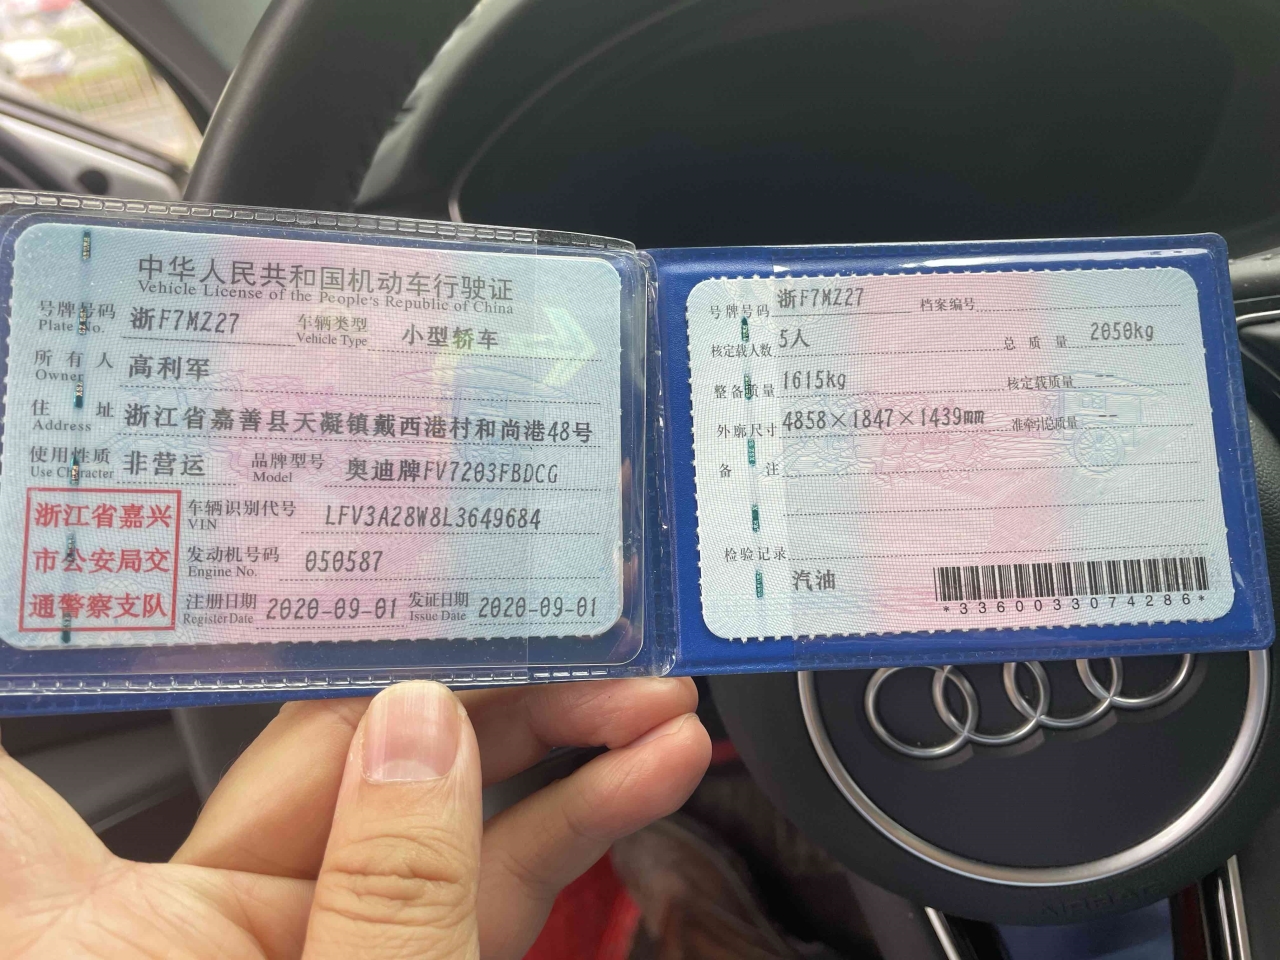 中华人民共和国机动车行驶证
Vehicle License of the People's Republic of China
号牌号码 浙F7MZ27 车辆类型 小型轿车
Plate No. Vehicle Type
所有人 高利军
Owner
住址 浙江省嘉善县天凝镇戴西港村和尚港48号
Address
使用性质 非营运 品牌型号 奥迪牌FV7203FBDCG
Use Character Model
浙江省嘉兴
市公安局交
通警察支队
车辆识别代号 LFV3A28W8L3649684
VIN
发动机号码 050587
Engine No.
注册日期 2020-09-01 发证日期 2020-09-01
Register Date Issue Date
号牌号码 浙F7MZ27 档案编号
核定载人数 5人 总质量 2050kg
整备质量 1615kg 核定载质量 --
外廓尺寸 4858×1847×1439mm 准牵引总质量 --
备注
检验记录
汽油
*3360033074286*